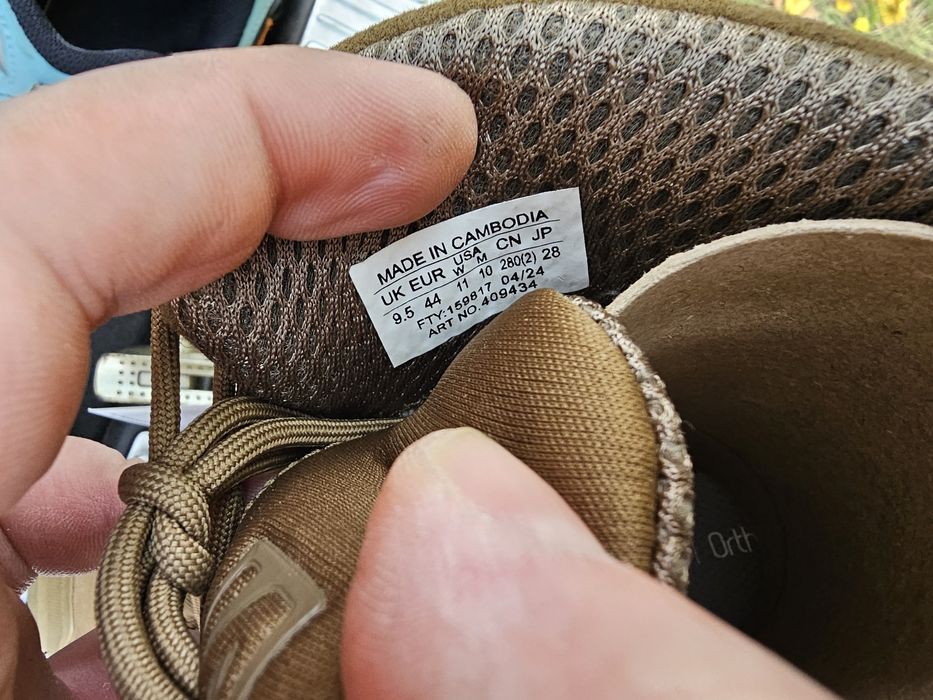 MADE IN CAMBODIA
UK EUR USA CN JP
W M
9.5 44 11 10 280(2) 28
FTY:159817 04/24
ART NO.409434
Orth